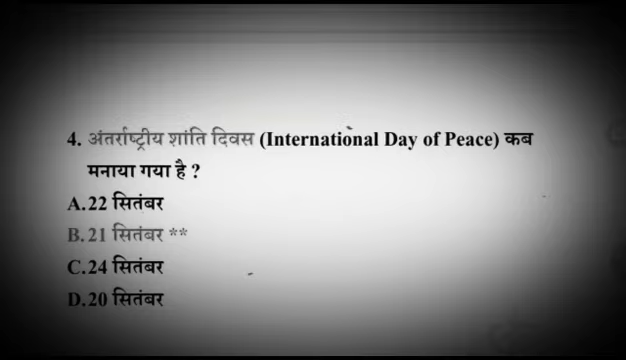 4. अंतर्राष्ट्रीय शांति दिवस (International Day of Peace) कब
मनाया गया है ?
A.22 सितंबर
B.21 सितंबर **
C.24 सितंबर
D.20 सितंबर